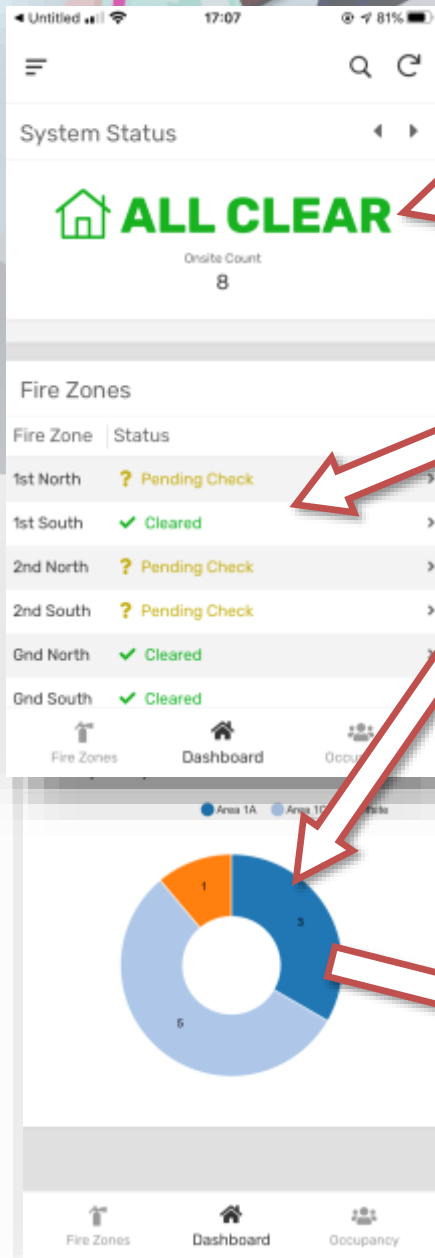 Untitled 17:07 81%
System Status
ALL CLEAR
Onsite Count
8
Fire Zones
Fire Zone Status
1st North ? Pending Check
1st South Cleared
2nd North ? Pending Check
2nd South ? Pending Check
Gnd North Cleared
Gnd South Cleared
Fire Zones Dashboard
Area 1A Area
1
3
5
Fire Zones Dashboard Occupancy